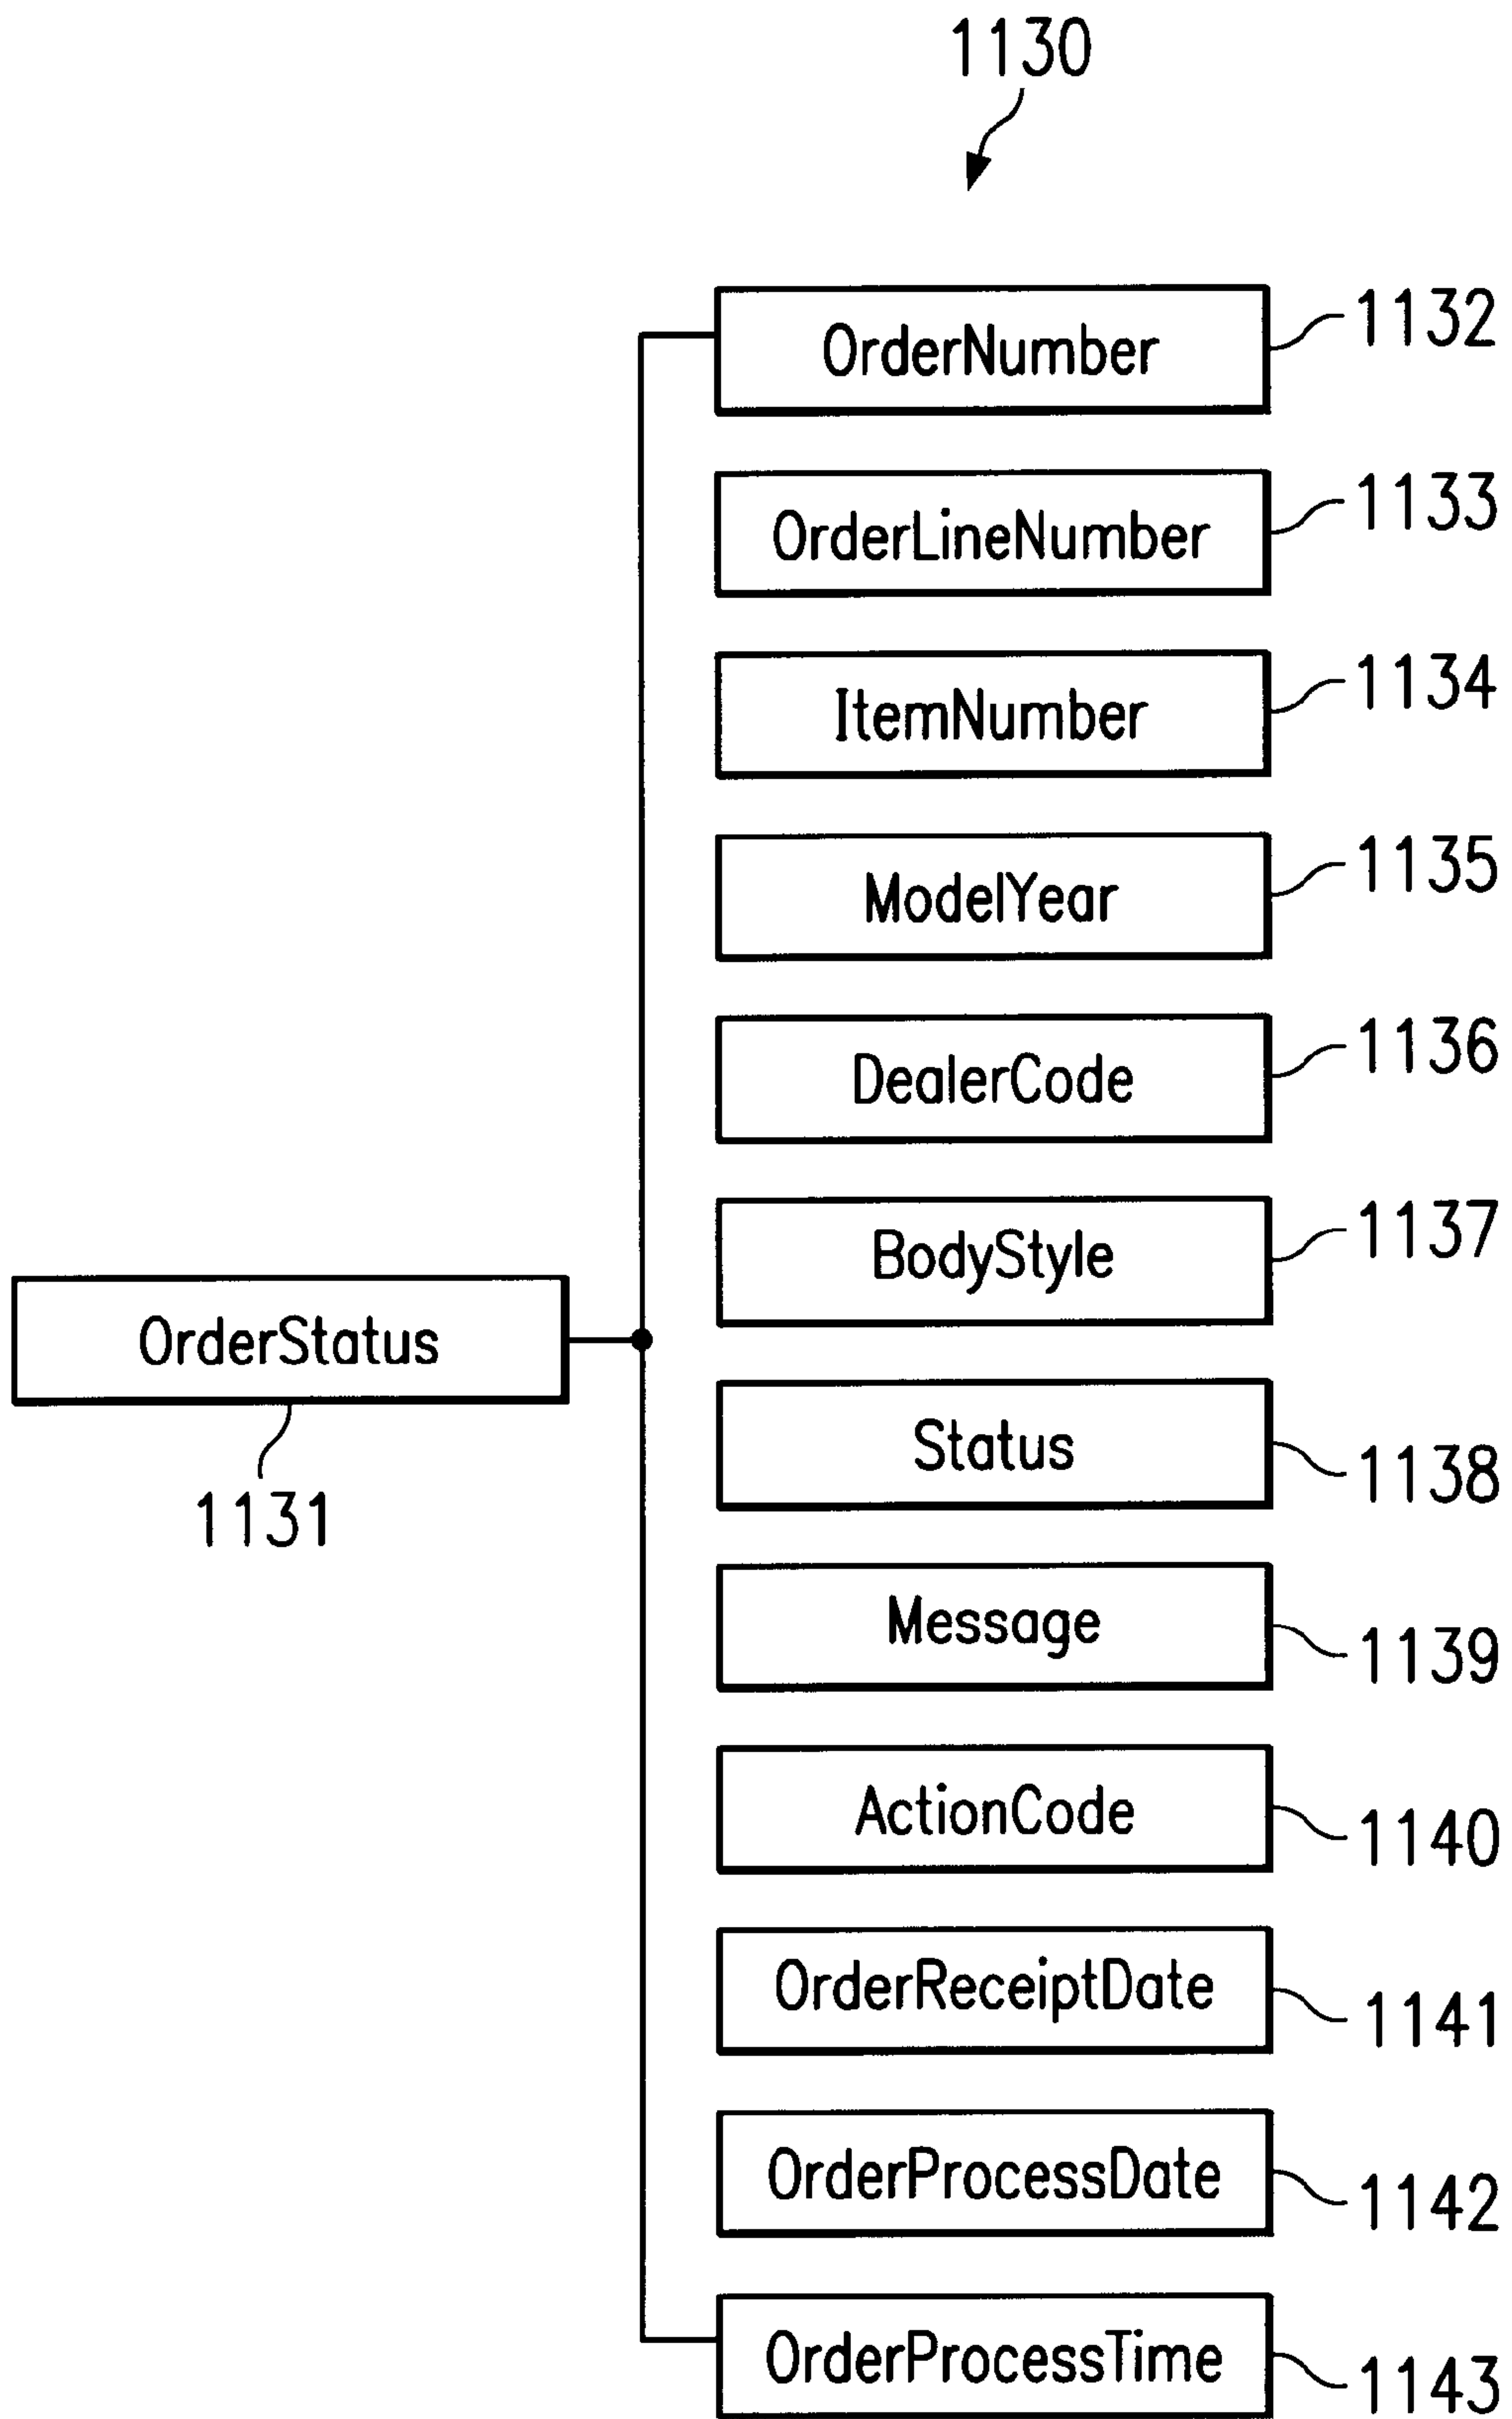 1130
OrderNumber 1132
OrderLineNumber 1133
ItemNumber 1134
ModelYear 1135
DealerCode 1136
BodyStyle 1137
OrderStatus
1131
Status 1138
Message 1139
ActionCode 1140
OrderReceiptDate 1141
OrderProcessDate 1142
OrderProcessTime 1143